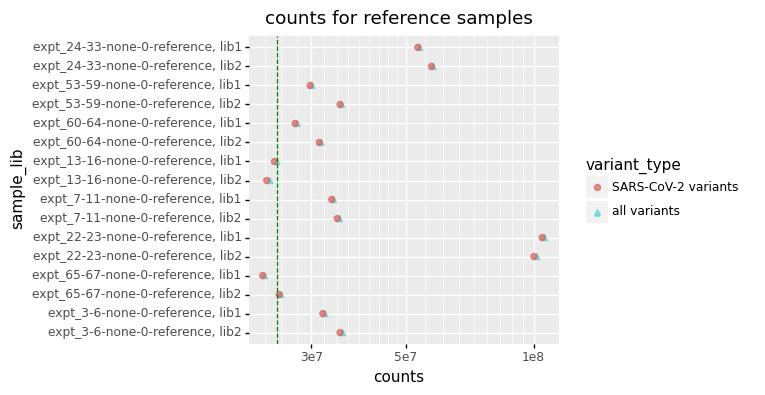 counts for reference samples
expt_24-33-none-0-reference, lib1
expt_24-33-none-0-reference, lib2
expt_53-59-none-0-reference, lib1
expt_53-59-none-0-reference, lib2
expt_60-64-none-0-reference, lib1
expt_60-64-none-0-reference, lib2
expt_13-16-none-0-reference, lib1
expt_13-16-none-0-reference, lib2
expt_7-11-none-0-reference, lib1
expt_7-11-none-0-reference, lib2
expt_22-23-none-0-reference, lib1
expt_22-23-none-0-reference, lib2
expt_65-67-none-0-reference, lib1
expt_65-67-none-0-reference, lib2
expt_3-6-none-0-reference, lib1
expt_3-6-none-0-reference, lib2
sample_lib
3e7 5e7 1e8
counts
variant_type
SARS-CoV-2 variants
all variants